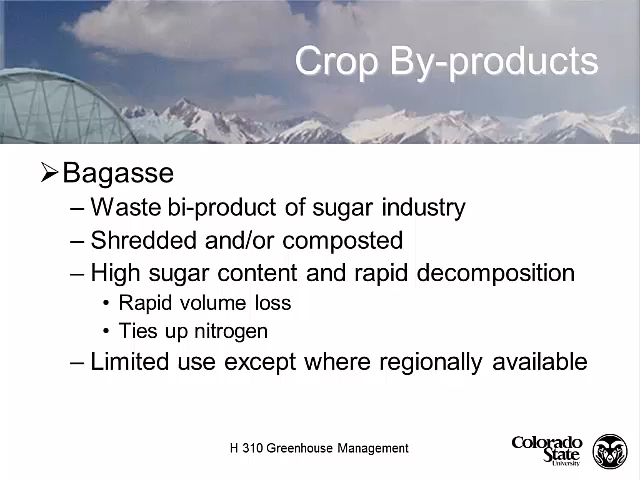 Crop By-products
➢Bagasse
– Waste bi-product of sugar industry
– Shredded and/or composted
– High sugar content and rapid decomposition
• Rapid volume loss
• Ties up nitrogen
– Limited use except where regionally available
H 310 Greenhouse Management
Colorado
State
University